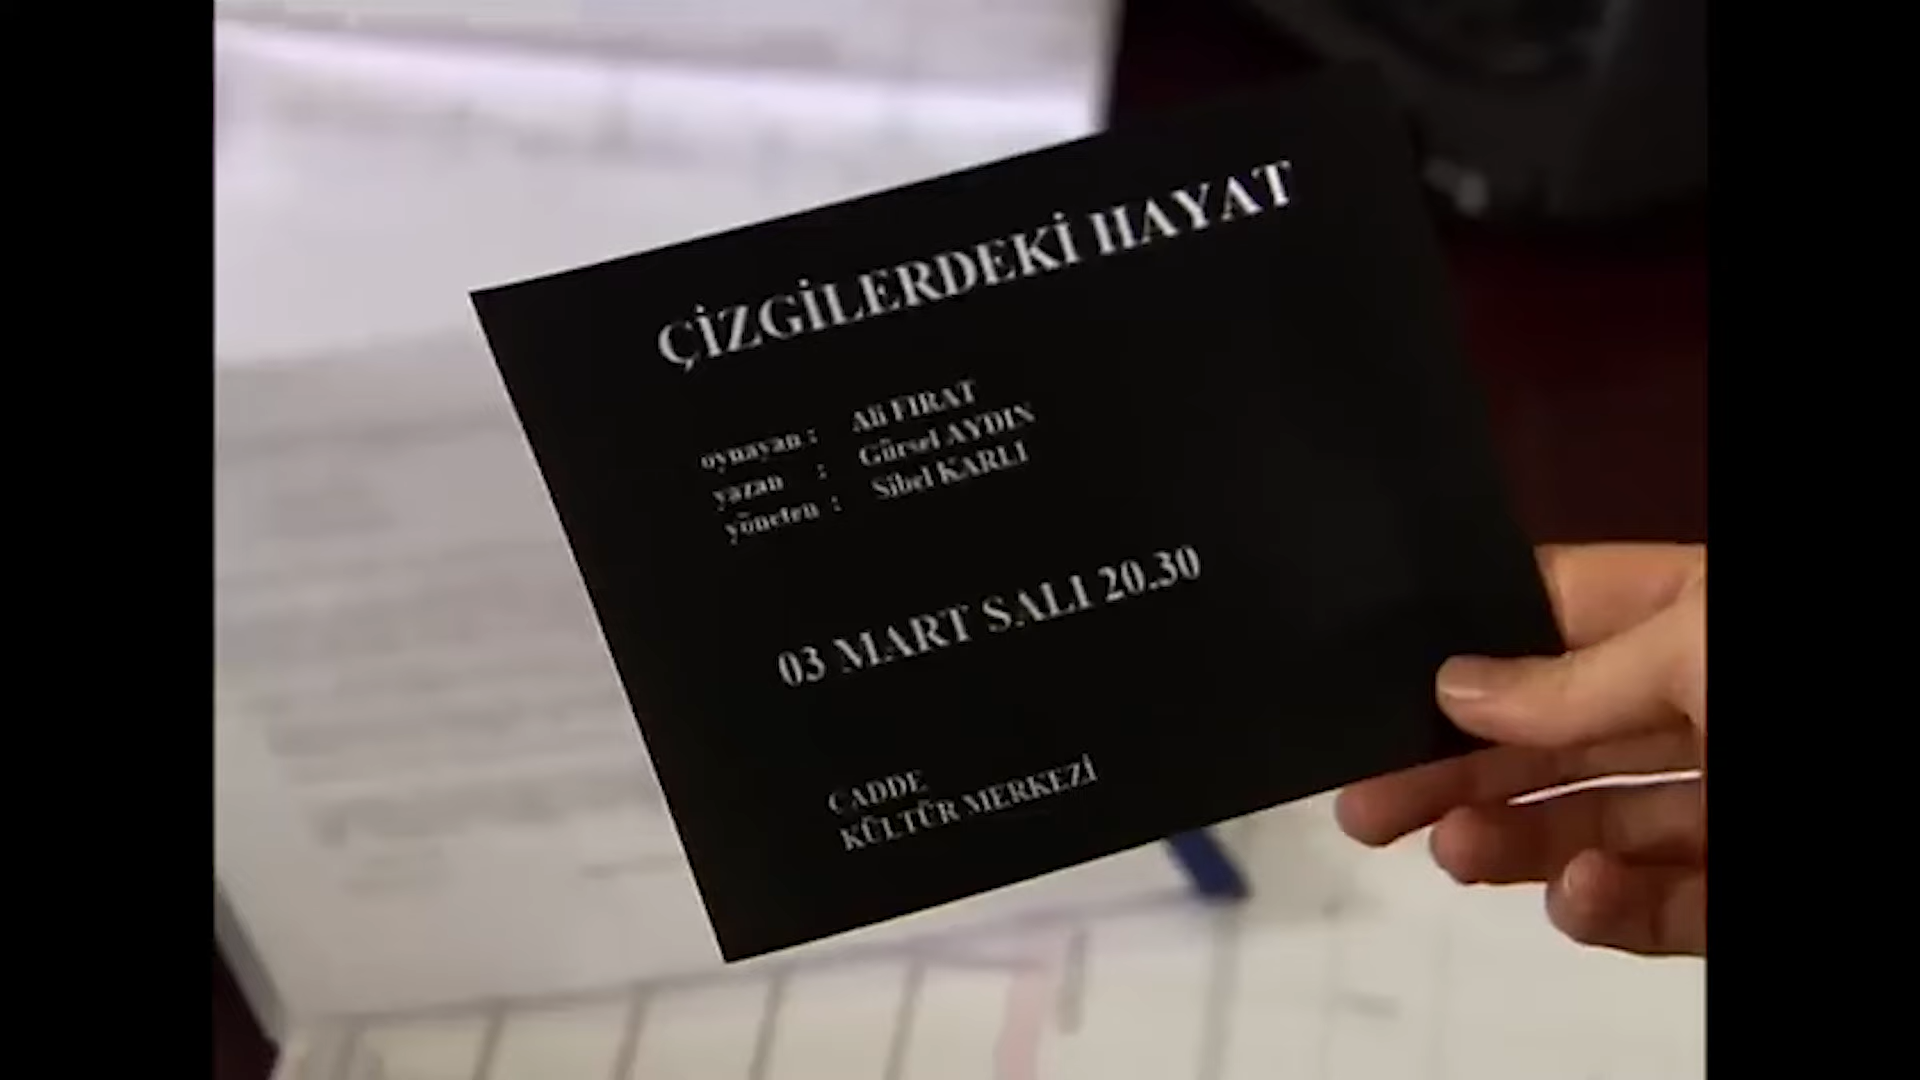 ÇİZGİLERDEKİ HAYAT
oynayan : Ali FIRAT
yazan : Gürsel AYDIN
yöneten : Sibel KARLI
03 MART SALI 20.30
CADDE
KÜLTÜR MERKEZİ